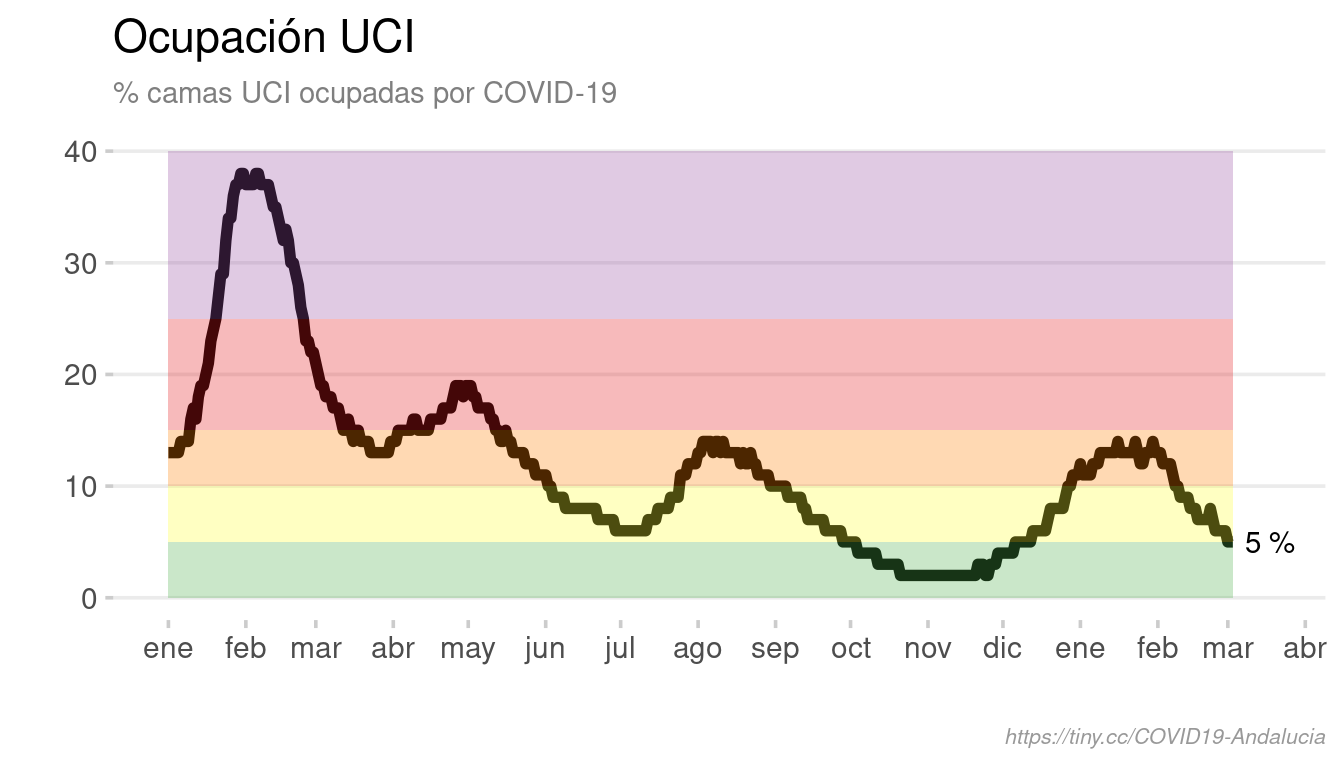 Ocupación UCI
% camas UCI ocupadas por COVID-19
40
30
20
10
0
5 %
ene feb mar abr may jun jul ago sep oct nov dic ene feb mar abr
https://tiny.cc/COVID19-Andalucia